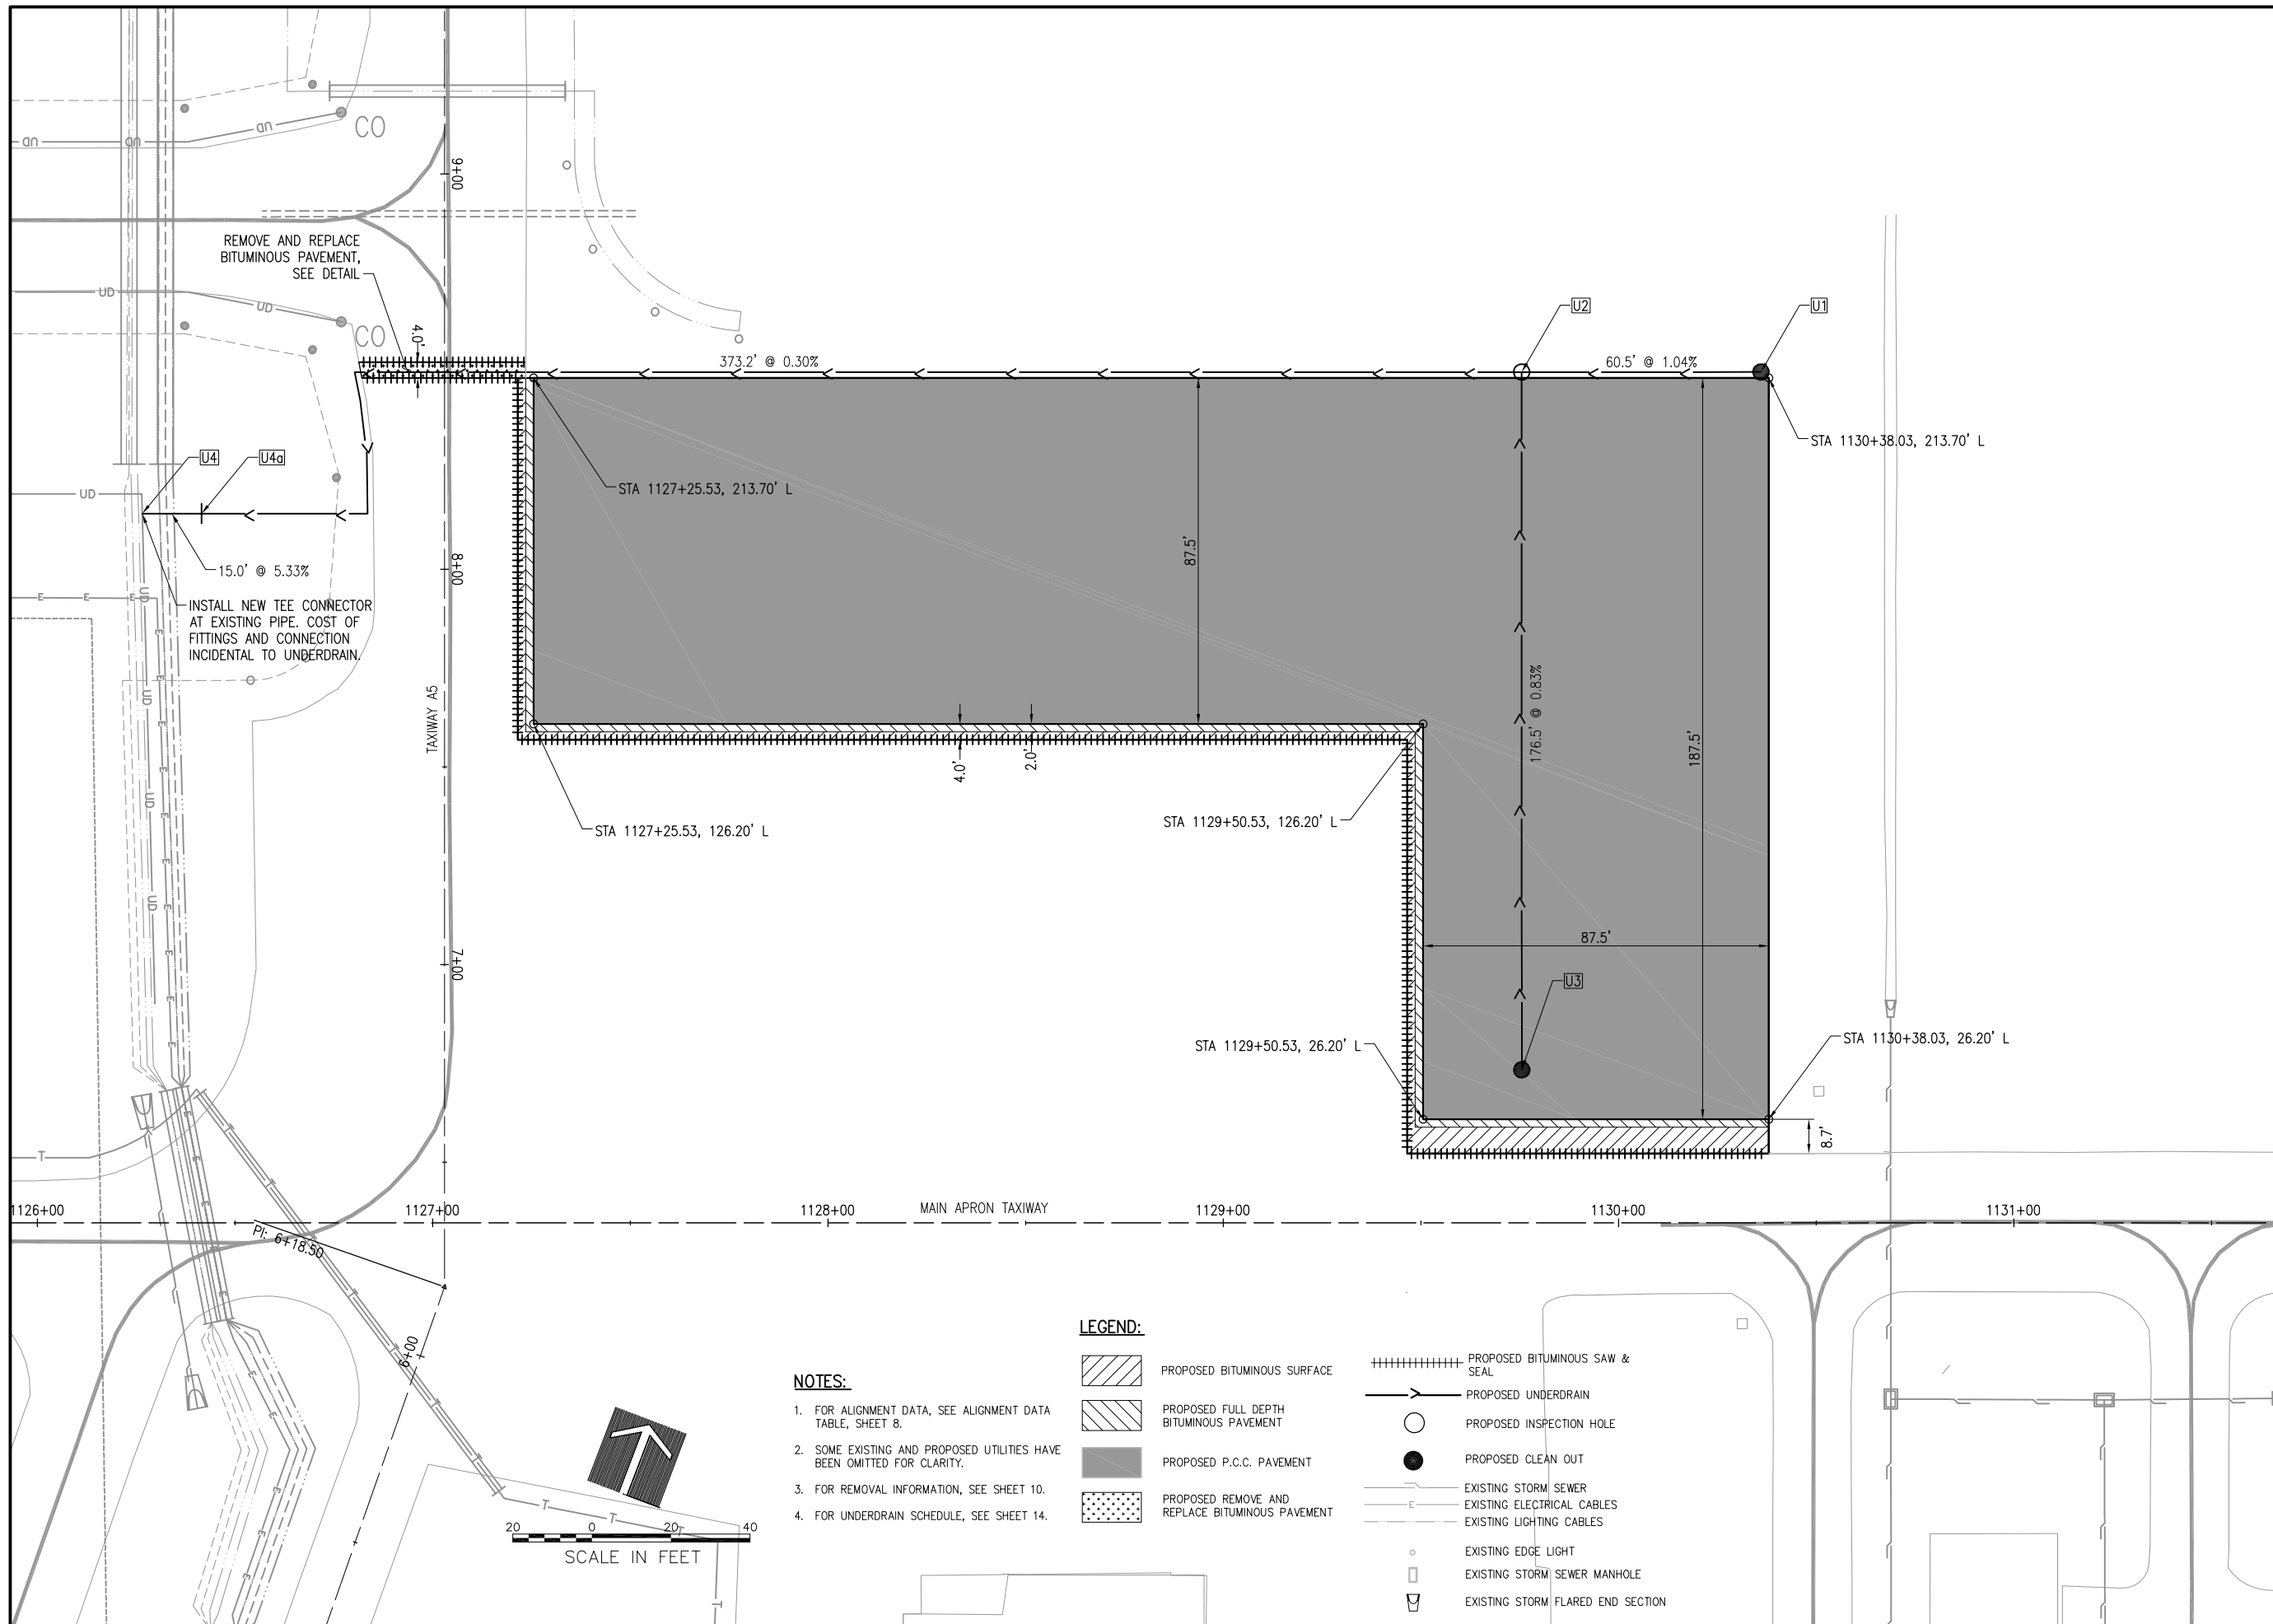 UD
UD
UD
CO
9+00
REMOVE AND REPLACE
BITUMINOUS PAVEMENT,
SEE DETAIL
UD
UD
CO
4.0'
373.2' @ 0.30%
U2
U1
60.5' @ 1.04%
STA 1130+38.03, 213.70' L
U4
U4a
UD
STA 1127+25.53, 213.70' L
87.5'
8+00
15.0' @ 5.33%
E
E
E
UD
INSTALL NEW TEE CONNECTOR
AT EXISTING PIPE. COST OF
FITTINGS AND CONNECTION
INCIDENTAL TO UNDERDRAIN.
E
E
UD
E
UD
E
E
UD
E
E
E
TAXIWAY A5
176.5' @ 0.83%
187.5'
4.0'
2.0'
STA 1127+25.53, 126.20' L
STA 1129+50.53, 126.20' L
7+00
87.5'
U3
STA 1129+50.53, 26.20' L
STA 1130+38.03, 26.20' L
8.7'
T
E
E
E
E
1126+00
1127+00
1128+00
MAIN APRON TAXIWAY
1129+00
1130+00
1131+00
PI: 6+18.50
6+00
E
E
E
E
E
T
T
T
T
20
0
20
40
SCALE IN FEET
NOTES:
1. FOR ALIGNMENT DATA, SEE ALIGNMENT DATA
TABLE, SHEET 8.
2. SOME EXISTING AND PROPOSED UTILITIES HAVE
BEEN OMITTED FOR CLARITY.
3. FOR REMOVAL INFORMATION, SEE SHEET 10.
4. FOR UNDERDRAIN SCHEDULE, SEE SHEET 14.
LEGEND:
PROPOSED BITUMINOUS SURFACE
PROPOSED FULL DEPTH
BITUMINOUS PAVEMENT
PROPOSED P.C.C. PAVEMENT
PROPOSED REMOVE AND
REPLACE BITUMINOUS PAVEMENT
PROPOSED BITUMINOUS SAW &
SEAL
PROPOSED UNDERDRAIN
PROPOSED INSPECTION HOLE
PROPOSED CLEAN OUT
EXISTING STORM SEWER
E
EXISTING ELECTRICAL CABLES
EXISTING LIGHTING CABLES
EXISTING EDGE LIGHT
EXISTING STORM SEWER MANHOLE
EXISTING STORM FLARED END SECTION